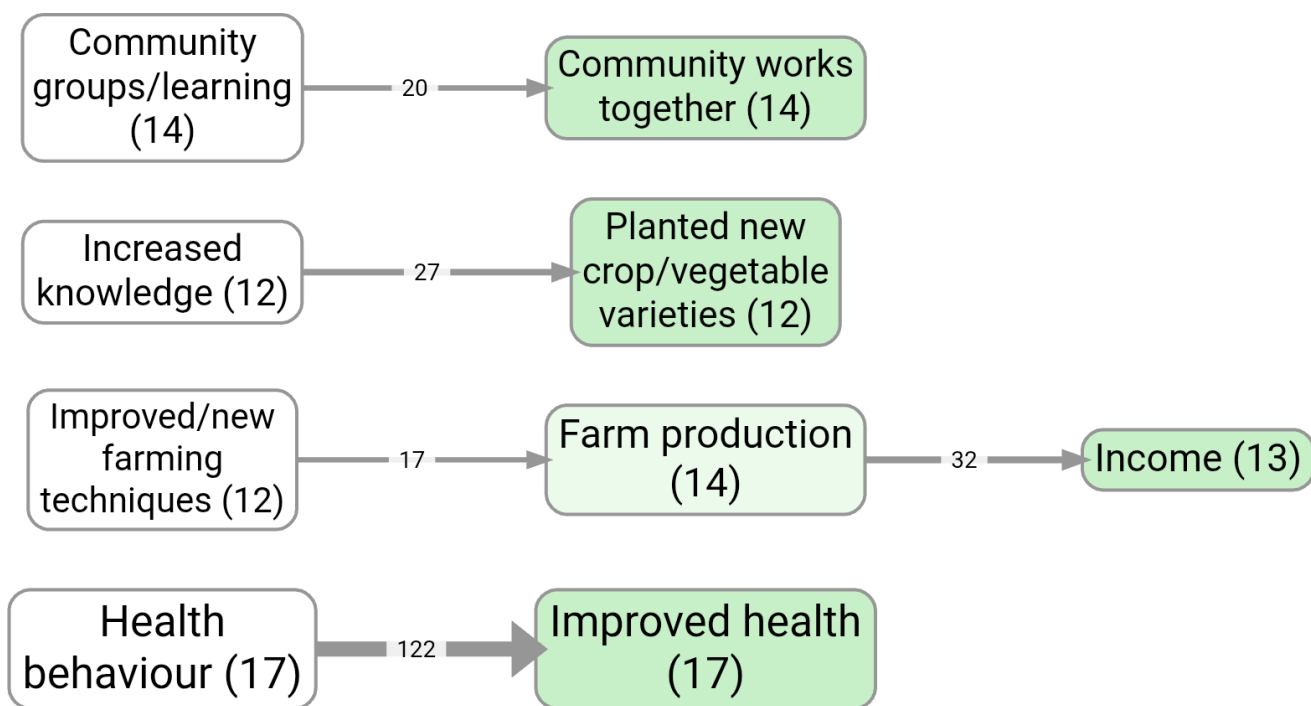 Community
groups/learning
(14)
20
Community works
together (14)
Increased
knowledge (12)
27
Planted new
crop/vegetable
varieties (12)
Improved/new
farming
techniques (12)
17
Farm production
(14)
32
Income (13)
Health
behaviour (17)
122
Improved health
(17)